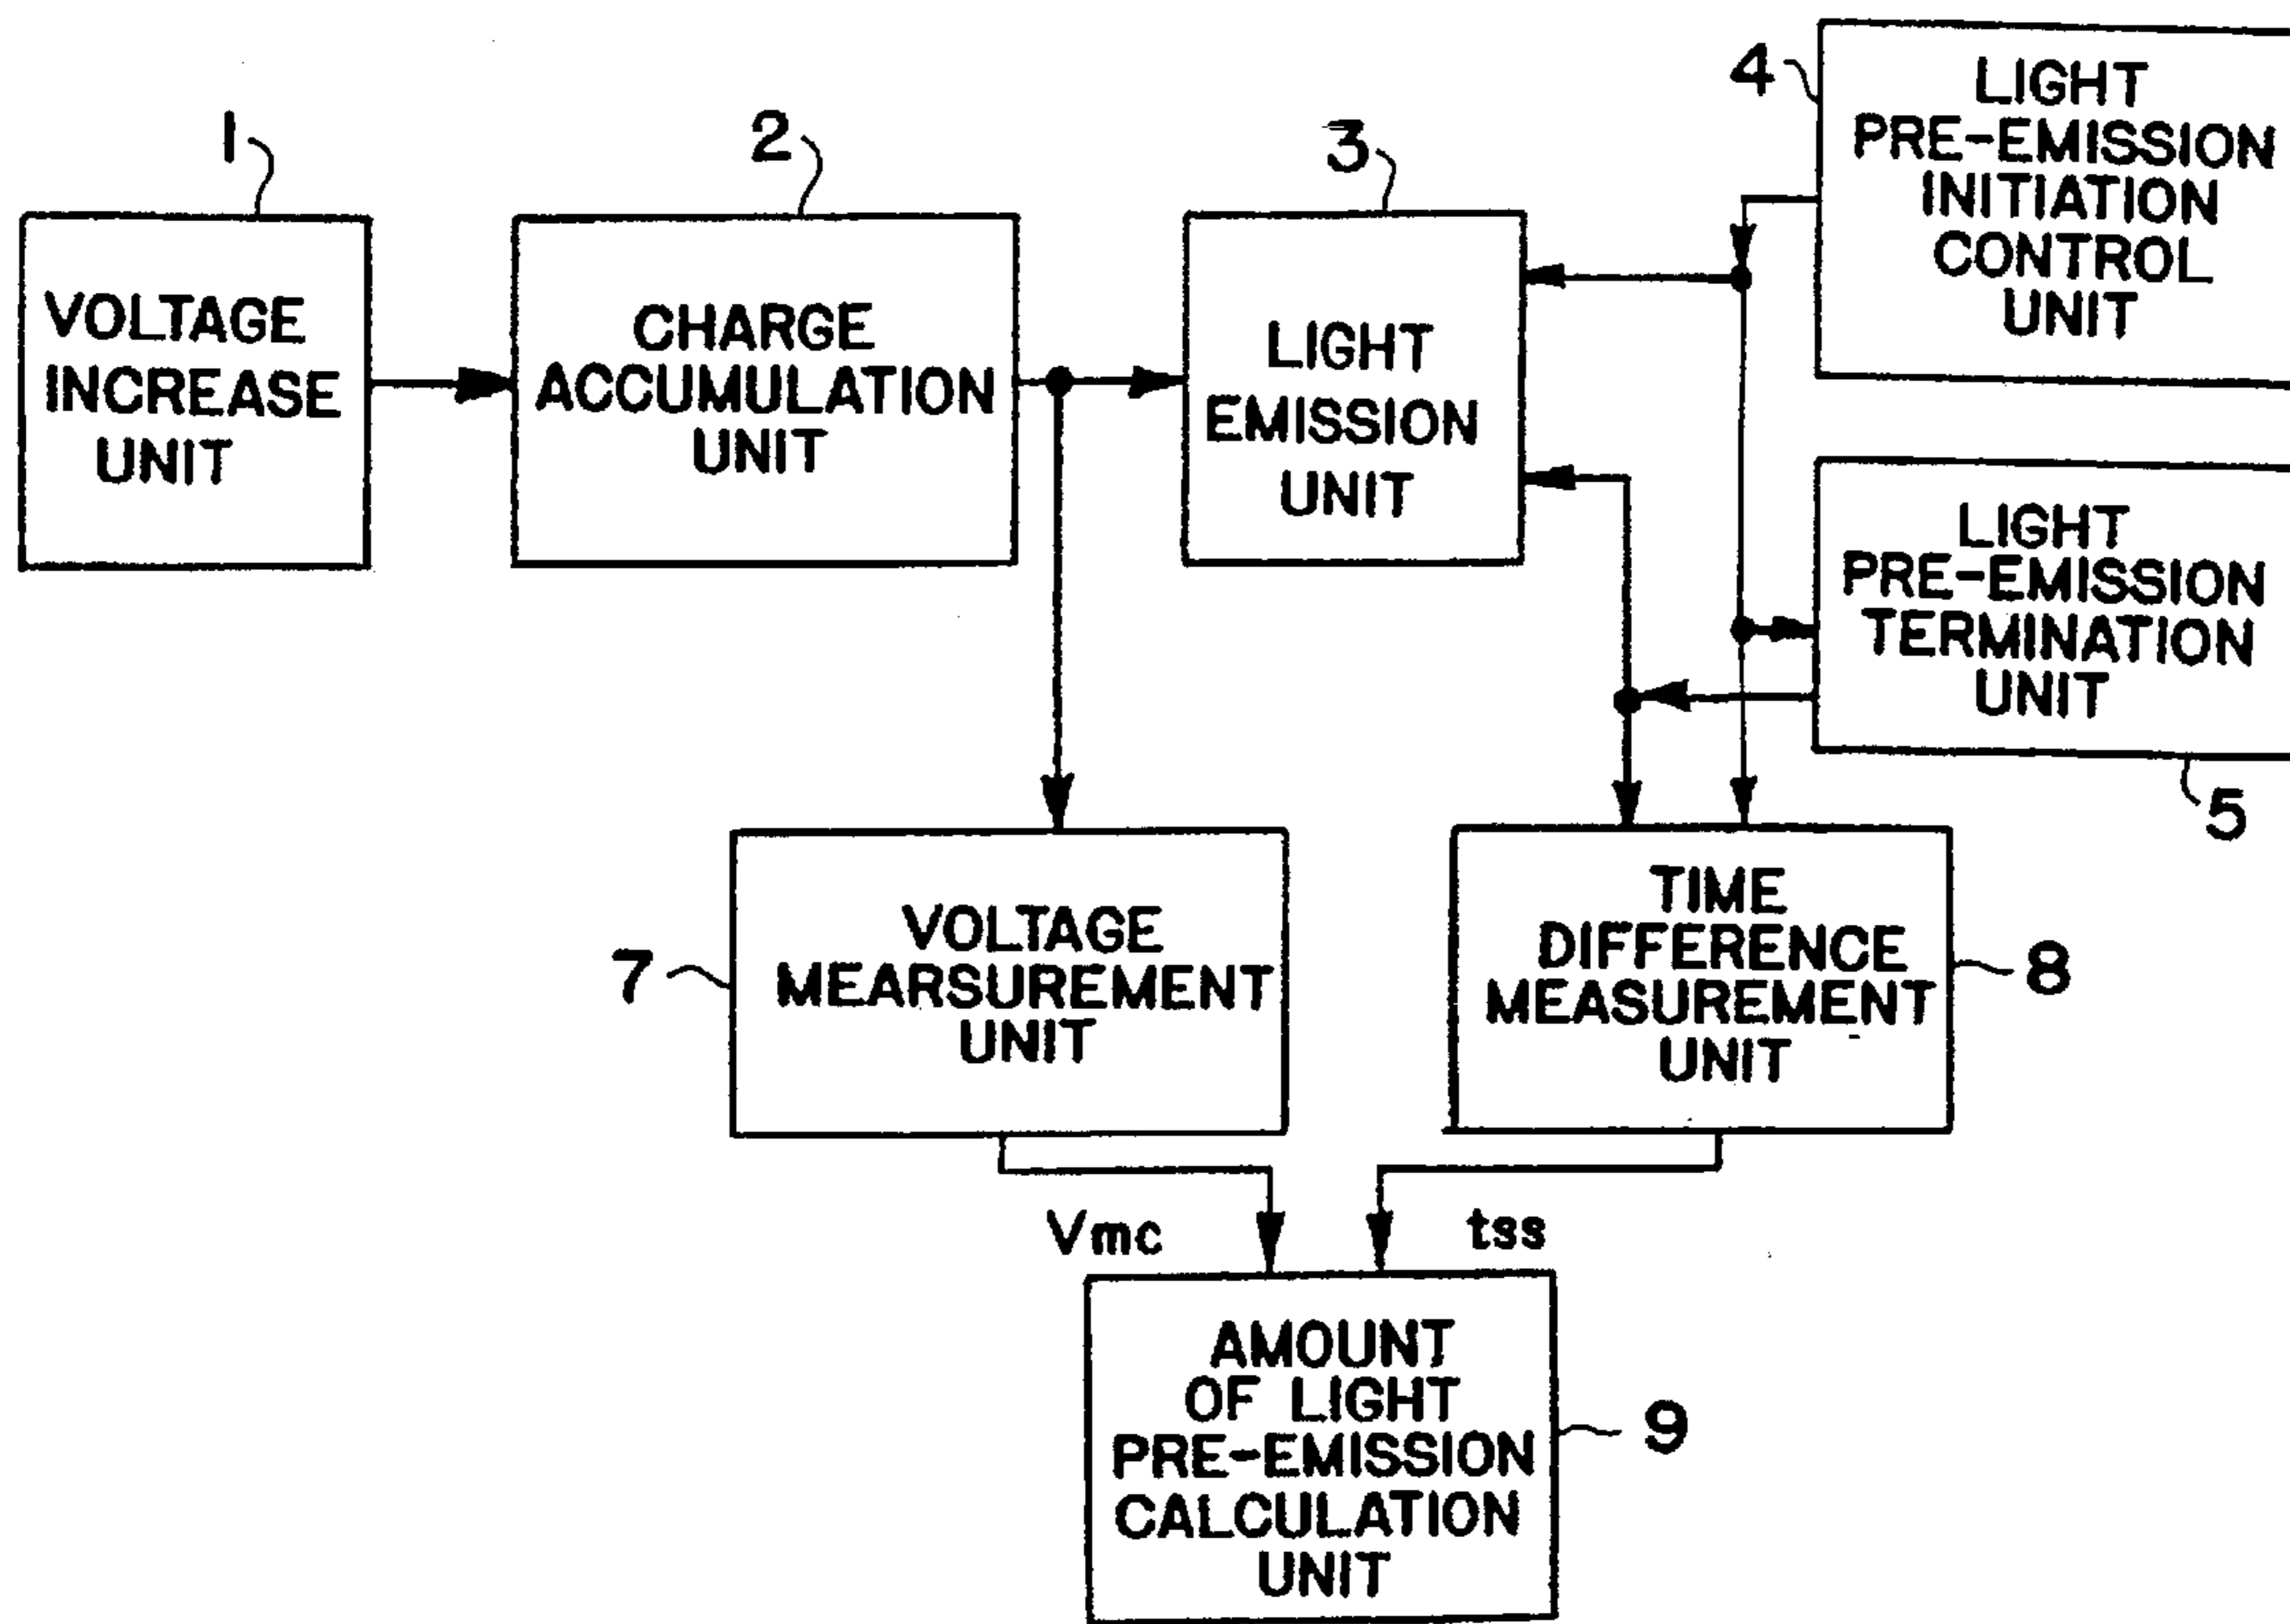 1
VOLTAGE
INCREASE
UNIT
2
CHARGE
ACCUMULATION
UNIT
3
LIGHT
EMISSION
UNIT
4
LIGHT
PRE-EMISSION
INITIATION
CONTROL
UNIT
LIGHT
PRE-EMISSION
TERMINATION
UNIT
5
7
VOLTAGE
MEARSUREMENT
UNIT
TIME
DIFFERENCE
MEASUREMENT
UNIT
8
Vmc
tss
AMOUNT
OF LIGHT
PRE-EMISSION
CALCULATION
UNIT
9